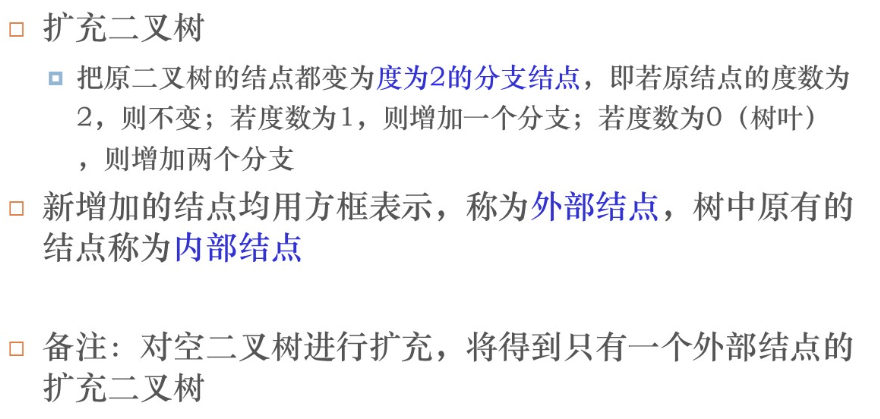 扩充二叉树
把原二叉树的结点都变为度为2的分支结点，即若原结点的度数为
2，则不变；若度数为1，则增加一个分支；若度数为0（树叶）
，则增加两个分支
新增加的结点均用方框表示，称为外部结点，树中原有的
结点称为内部结点
备注：对空二叉树进行扩充，将得到只有一个外部结点的
扩充二叉树